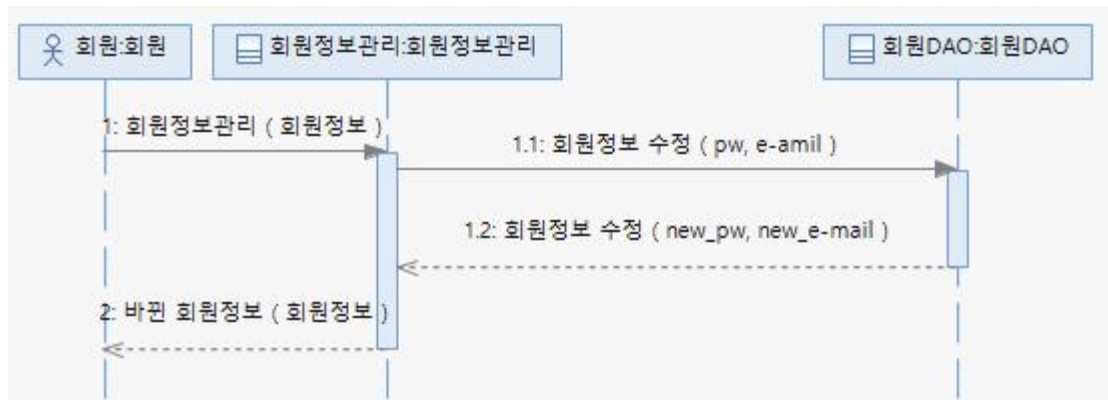 회원:회원
회원정보관리:회원정보관리
회원DAO:회원DAO
1: 회원정보관리 ( 회원정보 )
1.1: 회원정보 수정 ( pw, e-amil )
1.2: 회원정보 수정 ( new_pw, new_e-mail )
2: 바뀐 회원정보 ( 회원정보 )